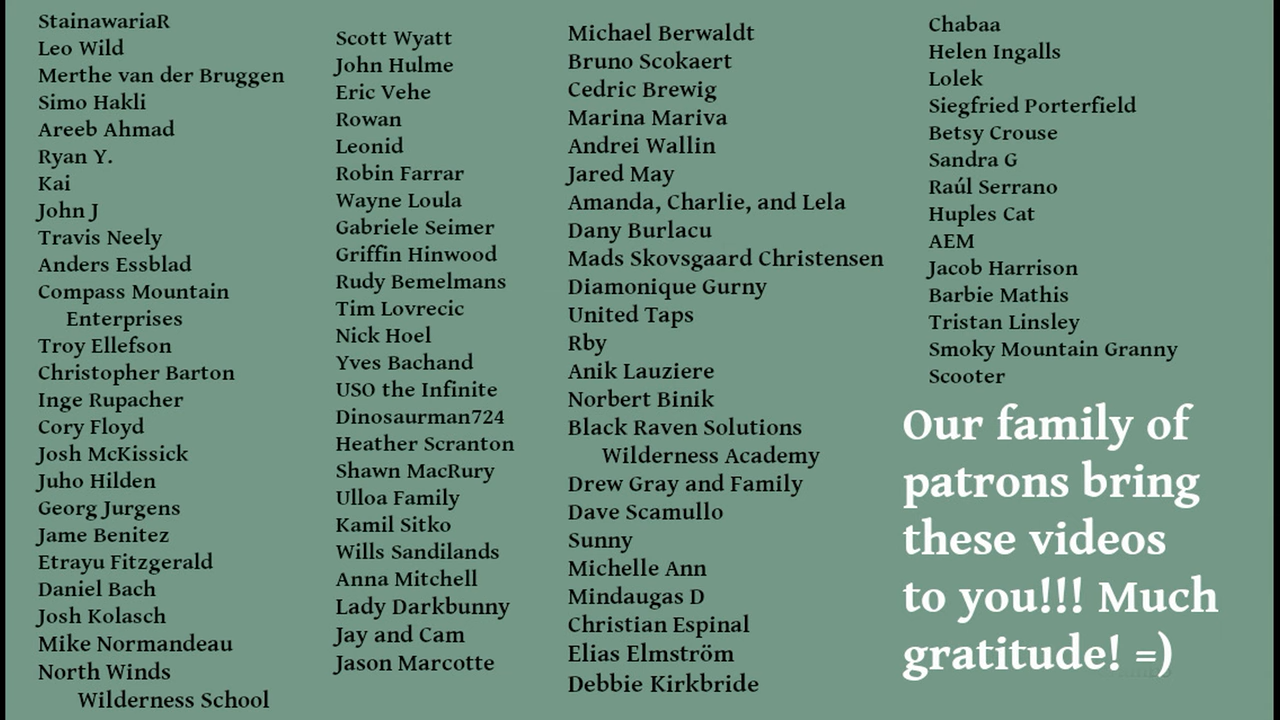 StainawariaR
Leo Wild
Merthe van der Bruggen
Simo Hakli
Areeb Ahmad
Ryan Y.
Kai
John J
Travis Neely
Anders Essblad
Compass Mountain
Enterprises
Troy Ellefson
Christopher Barton
Inge Rupacher
Cory Floyd
Josh McKissick
Juho Hilden
Georg Jurgens
Jame Benitez
Etrayu Fitzgerald
Daniel Bach
Josh Kolasch
Mike Normandeau
North Winds
Wilderness School
Scott Wyatt
John Hulme
Eric Vehe
Rowan
Leonid
Robin Farrar
Wayne Loula
Gabriele Seimer
Griffin Hinwood
Rudy Bemelmans
Tim Lovrecic
Nick Hoel
Yves Bachand
USO the Infinite
Dinosaurman724
Heather Scranton
Shawn MacRury
Ulloa Family
Kamil Sitko
Wills Sandilands
Anna Mitchell
Lady Darkbunny
Jay and Cam
Jason Marcotte
Michael Berwaldt
Bruno Scokaert
Cedric Brewig
Marina Mariva
Andrei Wallin
Jared May
Amanda, Charlie, and Lela
Dany Burlacu
Mads Skovsgaard Christensen
Diamonique Gurny
United Taps
Rby
Anik Lauziere
Norbert Binik
Black Raven Solutions
Wilderness Academy
Drew Gray and Family
Dave Scamullo
Sunny
Michelle Ann
Mindaugas D
Christian Espinal
Elias Elmström
Debbie Kirkbride
Chabaa
Helen Ingalls
Lolek
Siegfried Porterfield
Betsy Crouse
Sandra G
Raúl Serrano
Huples Cat
AEM
Jacob Harrison
Barbie Mathis
Tristan Linsley
Smoky Mountain Granny
Scooter
Our family of
patrons bring
these videos
to you!!! Much
gratitude! =)